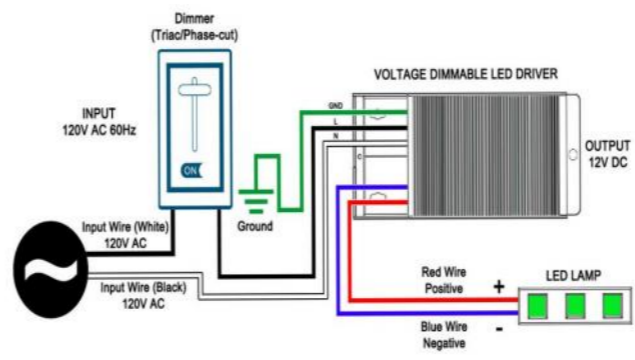 Dimmer
(Triac/Phase-cut)
VOLTAGE DIMMABLE LED DRIVER
INPUT
120V AC 60Hz
GND
L
N
C
OUTPUT
12V DC
ON
Input Wire (White)
120V AC
Ground
Input Wire (Black)
120V AC
Red Wire
Positive
+
LED LAMP
Blue Wire
Negative
-